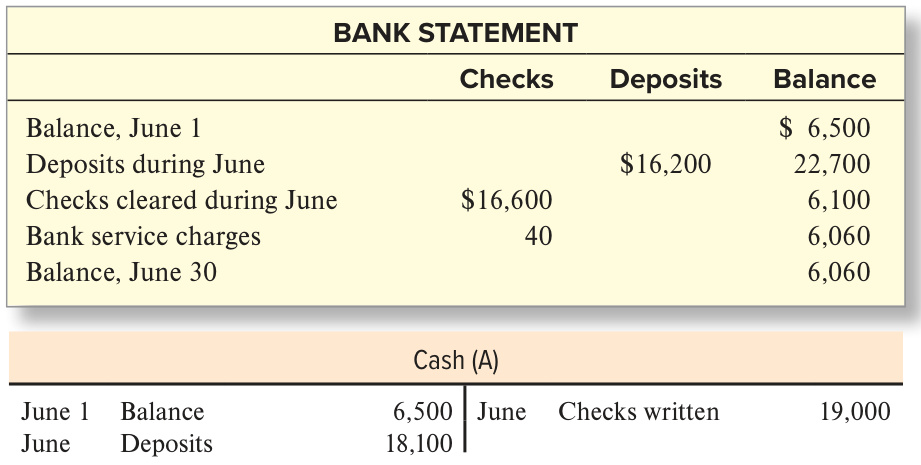 BANK STATEMENT
Checks Deposits Balance
Balance, June 1 $ 6,500
Deposits during June $16,200 22,700
Checks cleared during June $16,600 6,100
Bank service charges 40 6,060
Balance, June 30 6,060
Cash (A)
June 1 Balance 6,500 June Checks written 19,000
June Deposits 18,100